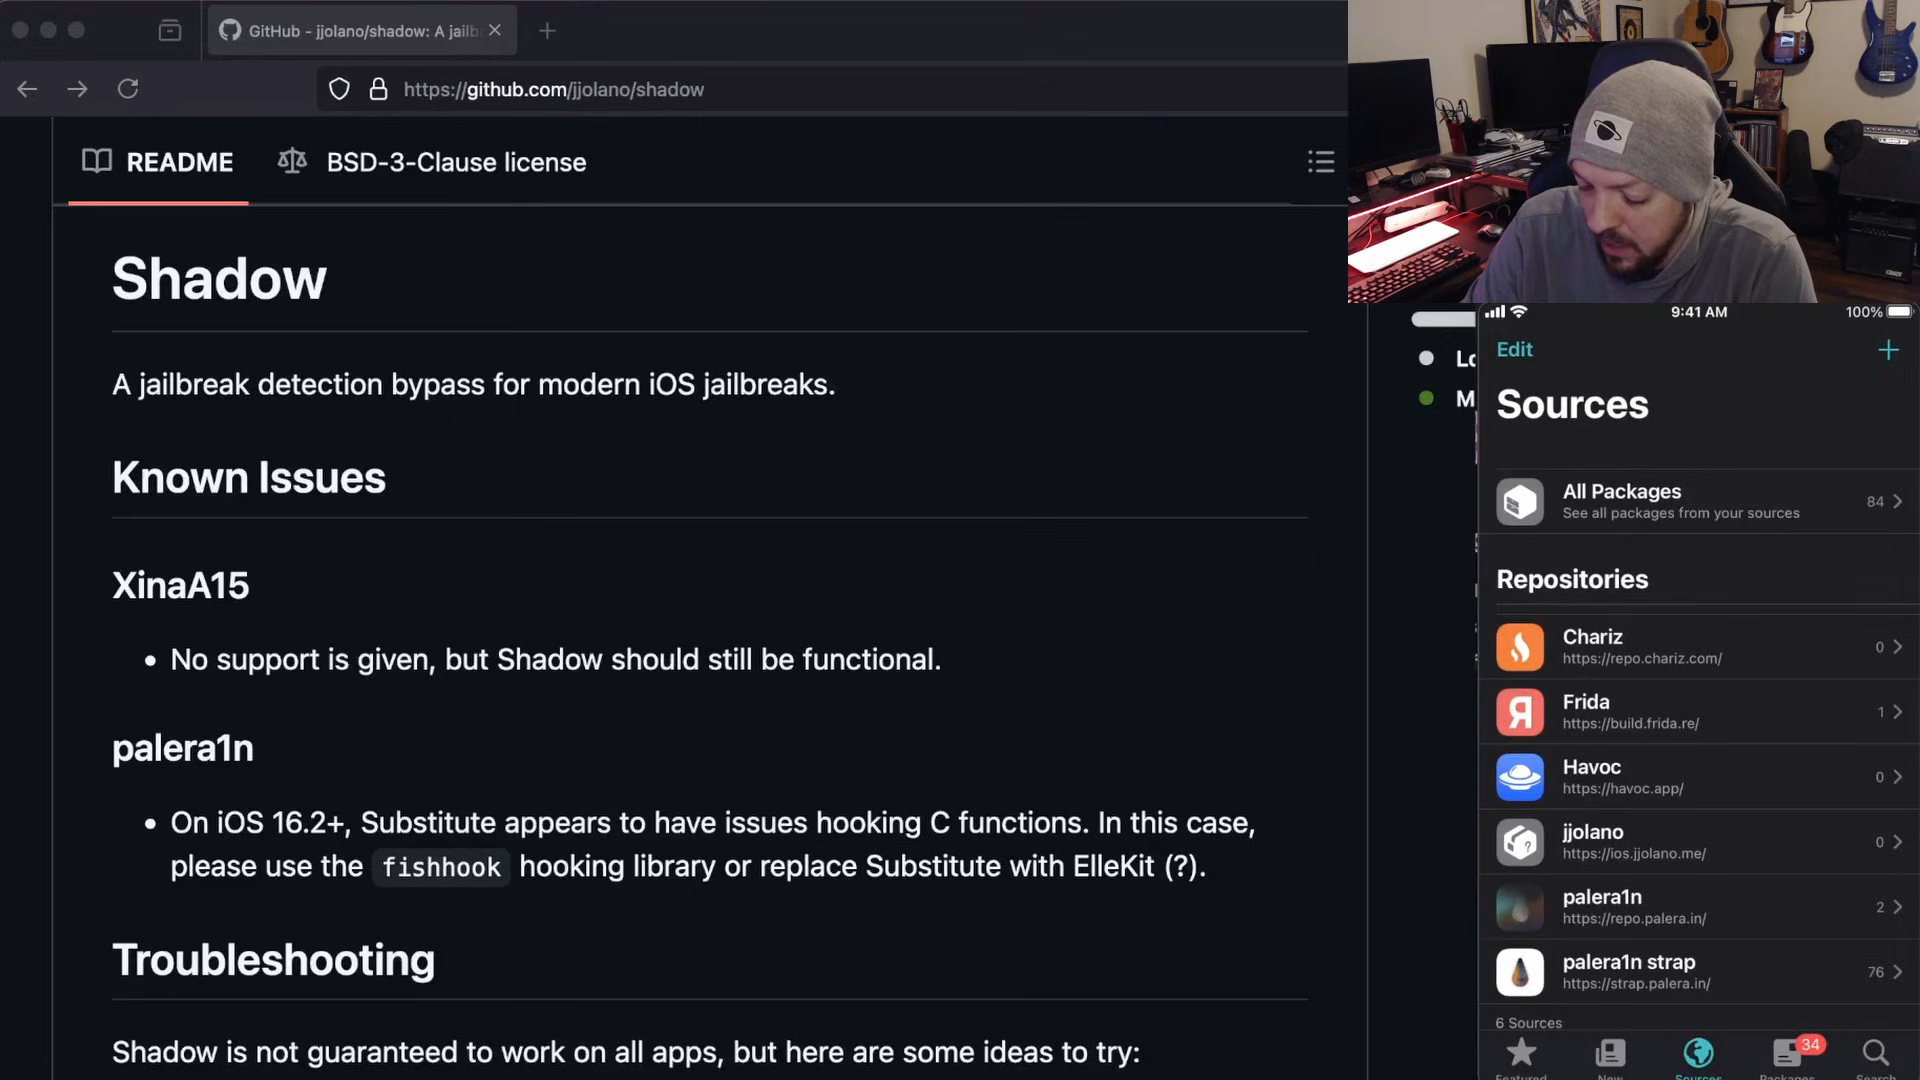 GitHub - jjolano/shadow: A jailb
https://github.com/jjolano/shadow
README
BSD-3-Clause license
Shadow
A jailbreak detection bypass for modern iOS jailbreaks.
Known Issues
XinaA15
• No support is given, but Shadow should still be functional.
palera1n
• On iOS 16.2+, Substitute appears to have issues hooking C functions. In this case,
please use the fishhook hooking library or replace Substitute with ElleKit (?).
Troubleshooting
Shadow is not guaranteed to work on all apps, but here are some ideas to try:
9:41 AM
100%
Edit
Sources
All Packages
See all packages from your sources
84
Repositories
Chariz
https://repo.chariz.com/
0
Frida
https://build.frida.re/
1
Havoc
https://havoc.app/
0
jjolano
https://ios.jjolano.me/
0
palera1n
https://repo.palera.in/
2
palera1n strap
https://strap.palera.in/
76
6 Sources
34
Featured
New
Sources
Packages
Search